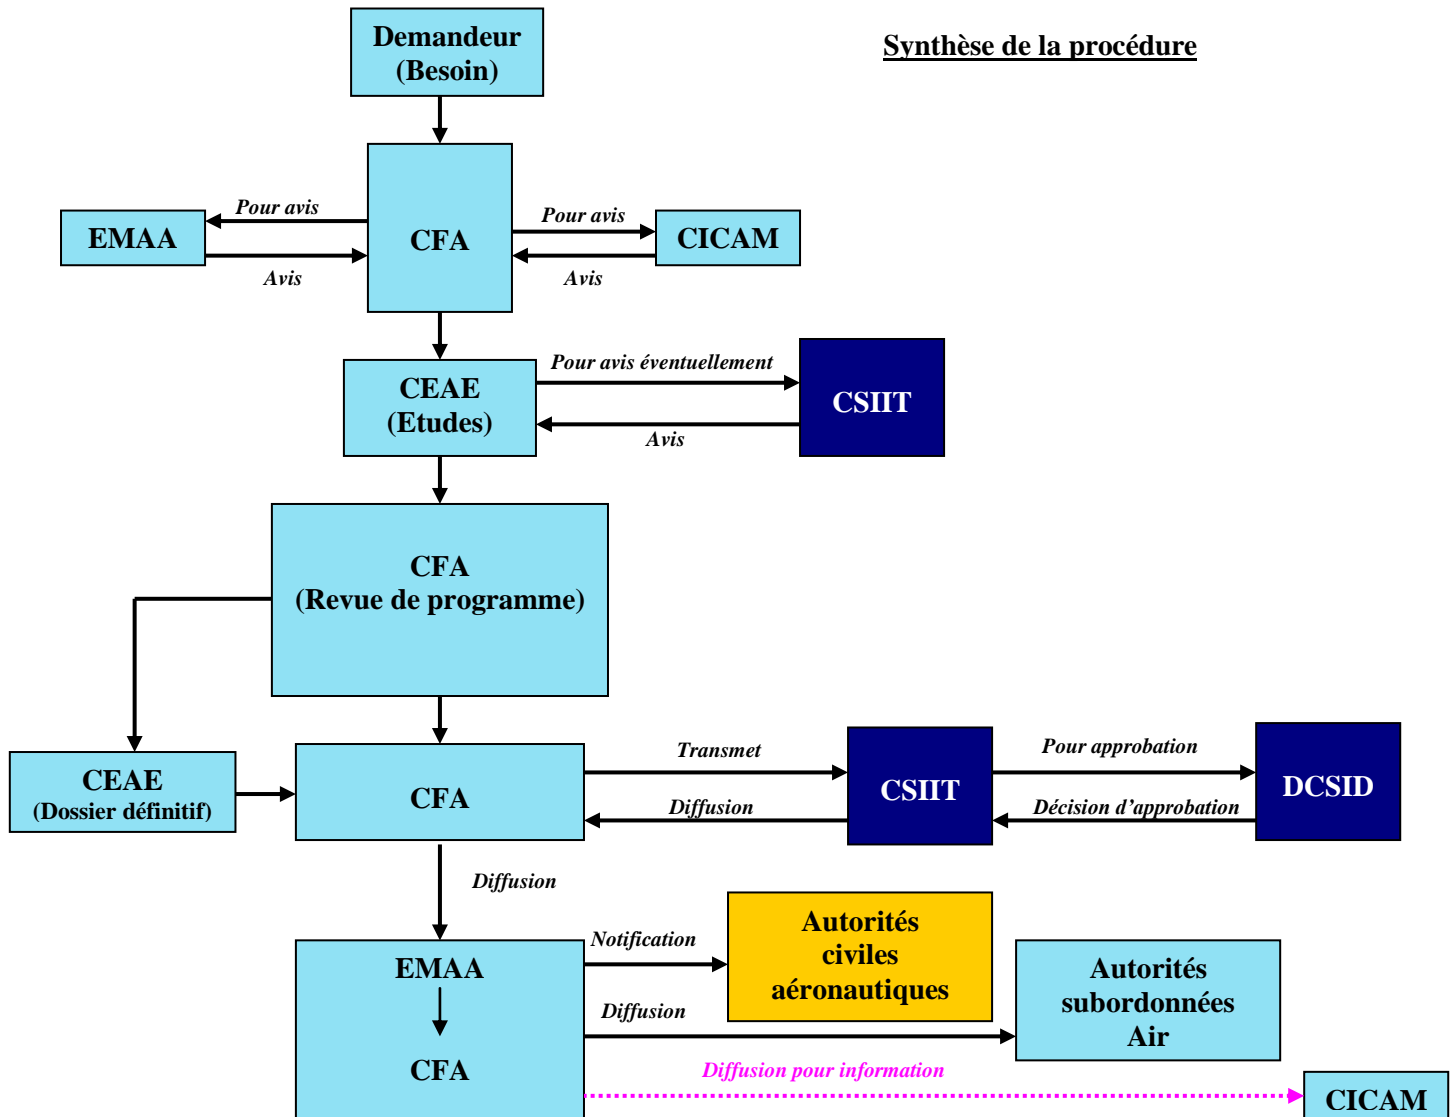 Demandeur
(Besoin)
Synthèse de la procédure
Pour avis
Pour avis
EMAA
CFA
CICAM
Avis
Avis
Pour avis éventuellement
CEAE
(Etudes)
CSIIT
Avis
CFA
(Revue de programme)
Transmet
Pour approbation
CEAE
(Dossier définitif)
CFA
CSIIT
DCSID
Diffusion
Décision d’approbation
Diffusion
Notification
Autorités
civiles
aéronautiques
EMAA
Autorités
subordonnées
Air
Diffusion
CFA
Diffusion pour information
CICAM